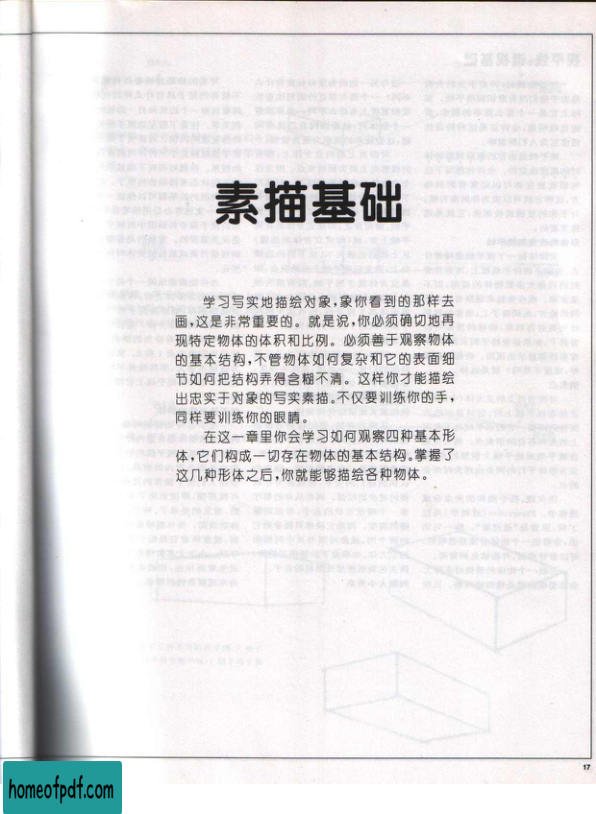 素描基础
学习写实地描绘对象,象你看到的那样去
画,这是非常重要的。就是说,你必须确切地再
现特定物体的体积和比例。必须善于观察物体
的基本结构,不管物体如何复杂和它的表面细
节如何把结构弄得含糊不清。这样你才能描绘
出忠实于对象的写实素描。不仅要训练你的手,
同样要训练你的眼睛。
在这一章里你会学习如何观察四种基本形
体,它们构成一切存在物体的基本结构。掌握了
这几种形体之后,你就能够描绘各种物体。
17
homeofpdf.com